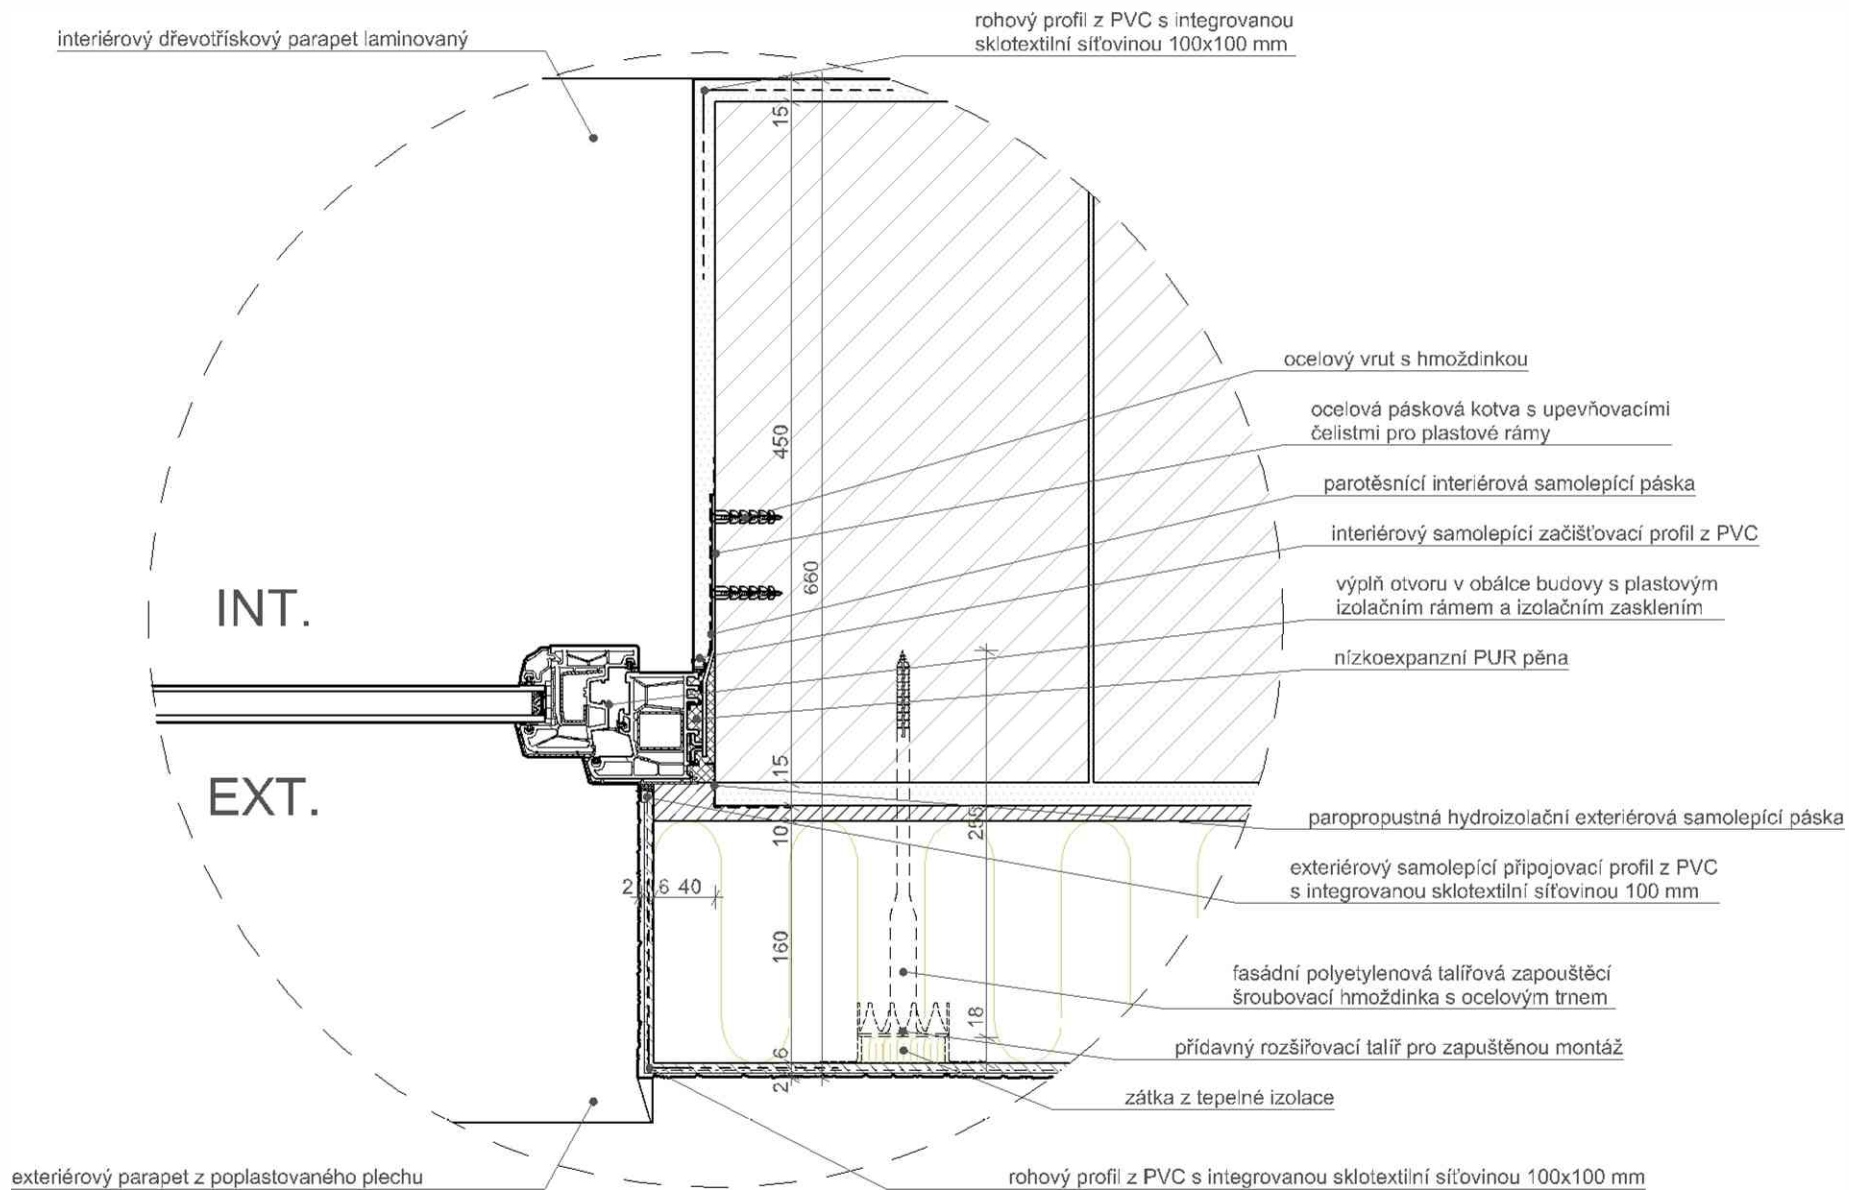 interiérový dřevotřískový parapet laminovaný
rohový profil z PVC s integrovanou
sklotextilní síťovinou 100x100 mm
15
ocelový vrut s hmoždinkou
ocelová pásková kotva s upevňovacími
čelistmi pro plastové rámy
450
parotěsnící interiérová samolepící páska
interiérový samolepící začišťovací profil z PVC
660
výplň otvoru v obálce budovy s plastovým
izolačním rámem a izolačním zasklením
INT.
nízkoexpanzní PUR pěna
15
EXT.
255
paropropustná hydroizolační exteriérová samolepící páska
10
exteriérový samolepící připojovací profil z PVC
s integrovanou sklotextilní síťovinou 100 mm
2 6 40
160
fasádní polyetylenová talířová zapouštěcí
šroubovací hmoždinka s ocelovým trnem
18
přídavný rozšiřovací talíř pro zapuštěnou montáž
6
2
zátka z tepelné izolace
exteriérový parapet z poplastovaného plechu
rohový profil z PVC s integrovanou sklotextilní síťovinou 100x100 mm